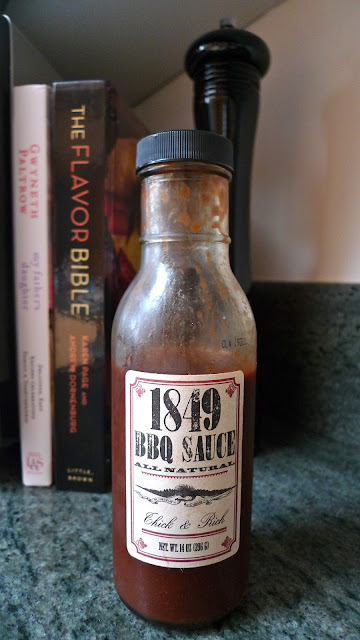 GWYNETH
PALTROW
my father's
daughter
THE FLAVOR BIBLE
KAREN PAGE AND
ANDREW DORNENBURG
LITTLE, BROWN
1849
BBQ SAUCE
ALL NATURAL
Thick & Rich
NET. WT. 14 OZ (396 G)